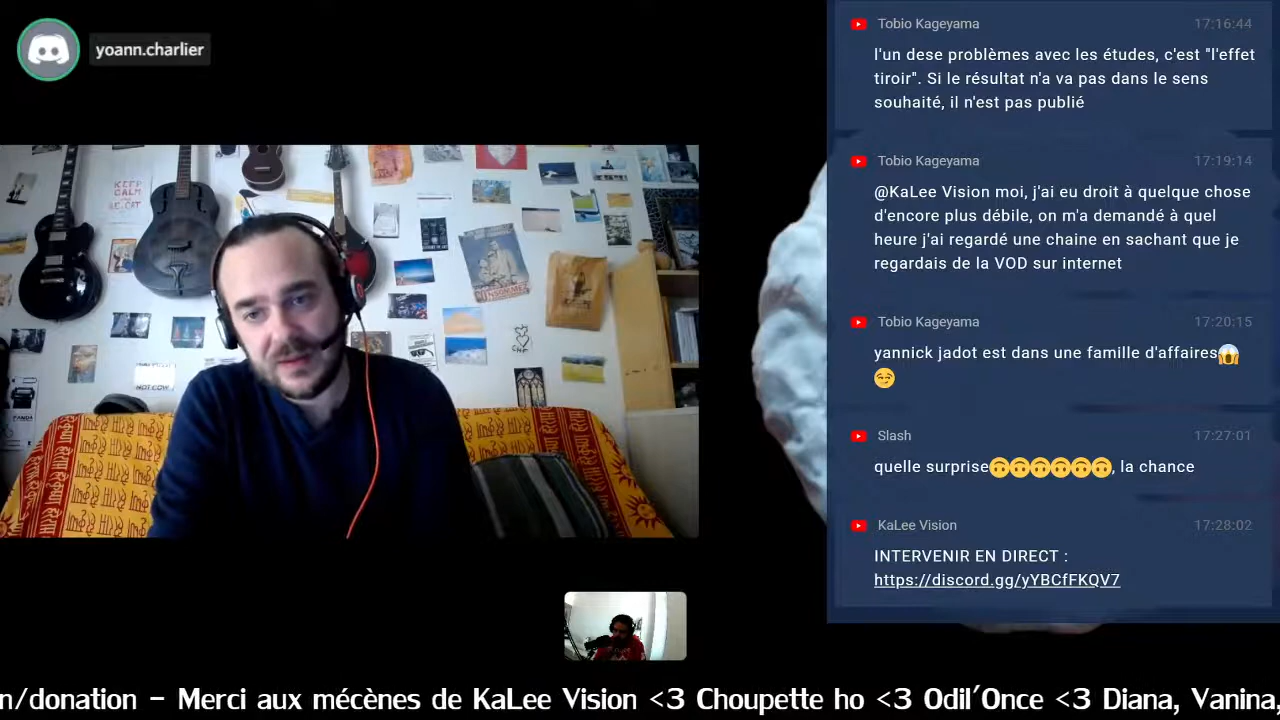 yoann.charlier
Tobio Kageyama 17:16:44
l'un dese problèmes avec les études, c'est "l'effet
tiroir". Si le résultat n'a va pas dans le sens
souhaité, il n'est pas publié
Tobio Kageyama 17:19:14
@KaLee Vision moi, j'ai eu droit à quelque chose
d'encore plus débile, on m'a demandé à quel
heure j'ai regardé une chaine en sachant que je
regardais de la VOD sur internet
Tobio Kageyama 17:20:15
yannick jadot est dans une famille d'affaires😱
😏
Slash 17:27:01
quelle surprise🙃🙃🙃🙃🙃🙃, la chance
KaLee Vision 17:28:02
INTERVENIR EN DIRECT :
https://discord.gg/yYBCfFKQV7
KEEP
CALM
n/donation - Merci aux mécènes de KaLee Vision <3 Choupette ho <3 Odil'Once <3 Diana, Vanina,